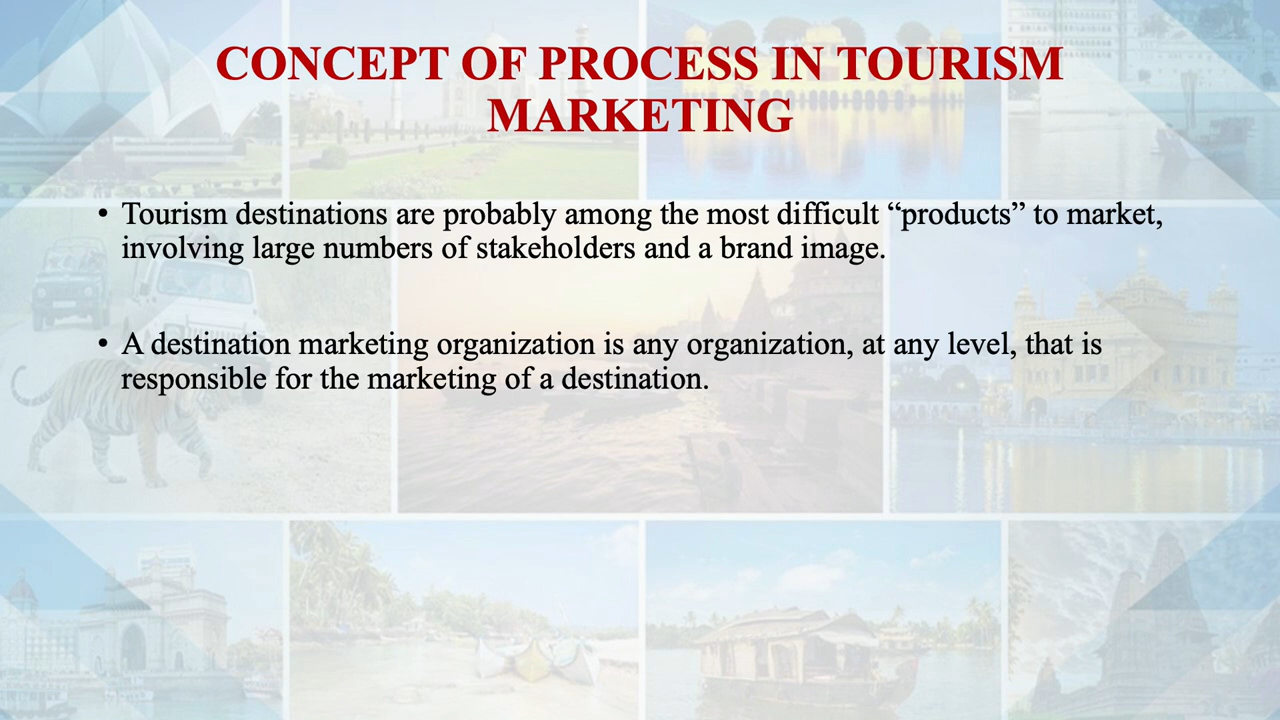 CONCEPT OF PROCESS IN TOURISM
MARKETING
• Tourism destinations are probably among the most difficult “products” to market,
involving large numbers of stakeholders and a brand image.
• A destination marketing organization is any organization, at any level, that is
responsible for the marketing of a destination.